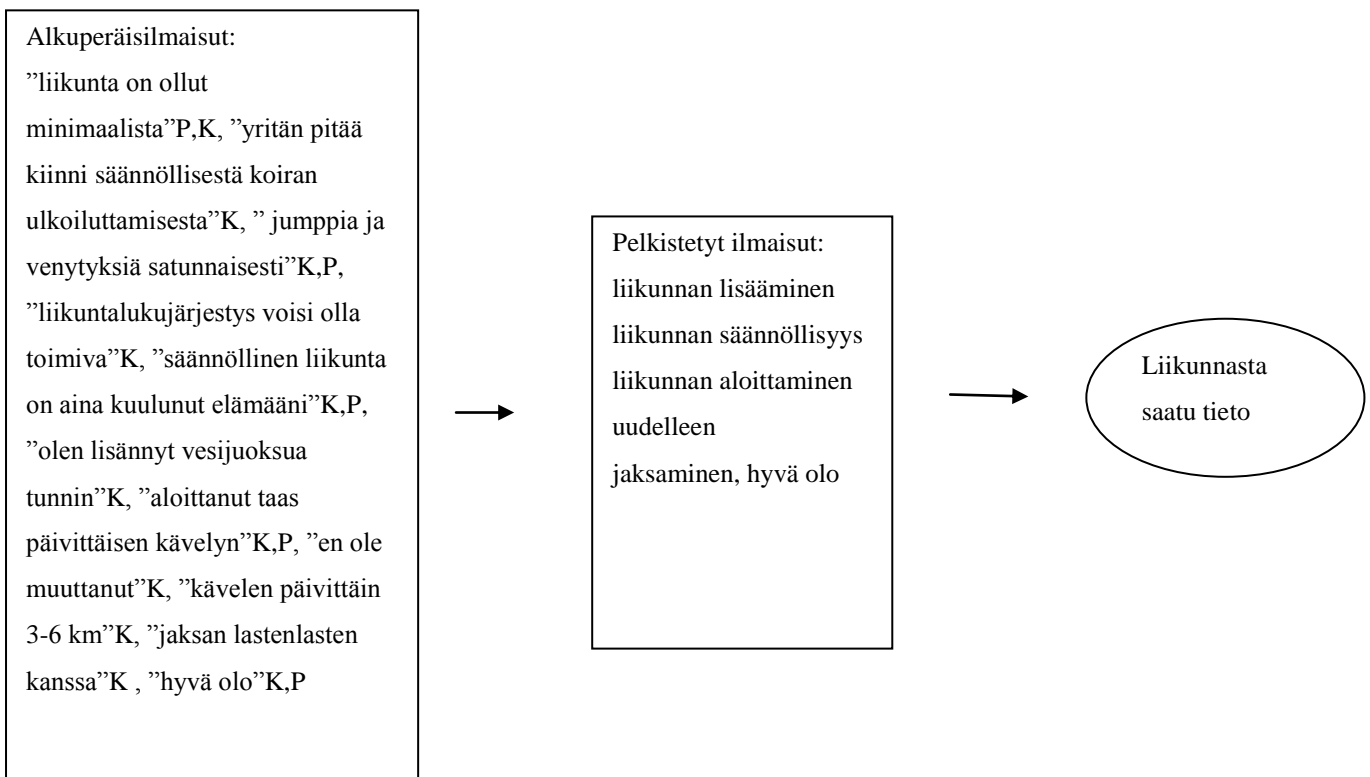 Alkuperäisilmaisut:
”liikunta on ollut
minimaalista”P,K, ”yritän pitää
kiinni säännöllisestä koiran
ulkoiluttamisesta”K, ” jumppia ja
venytyksiä satunnaisesti”K,P,
”liikuntalukujärjestys voisi olla
toimiva”K, ”säännöllinen liikunta
on aina kuulunut elämääni”K,P,
”olen lisännyt vesijuoksua
tunnin”K, ”aloittanut taas
päivittäisen kävelyn”K,P, ”en ole
muuttanut”K, ”kävelen päivittäin
3-6 km”K, ”jaksan lastenlasten
kanssa”K , ”hyvä olo”K,P
Pelkistetyt ilmaisut:
liikunnan lisääminen
liikunnan säännöllisyys
liikunnan aloittaminen
uudelleen
jaksaminen, hyvä olo
Liikunnasta
saatu tieto